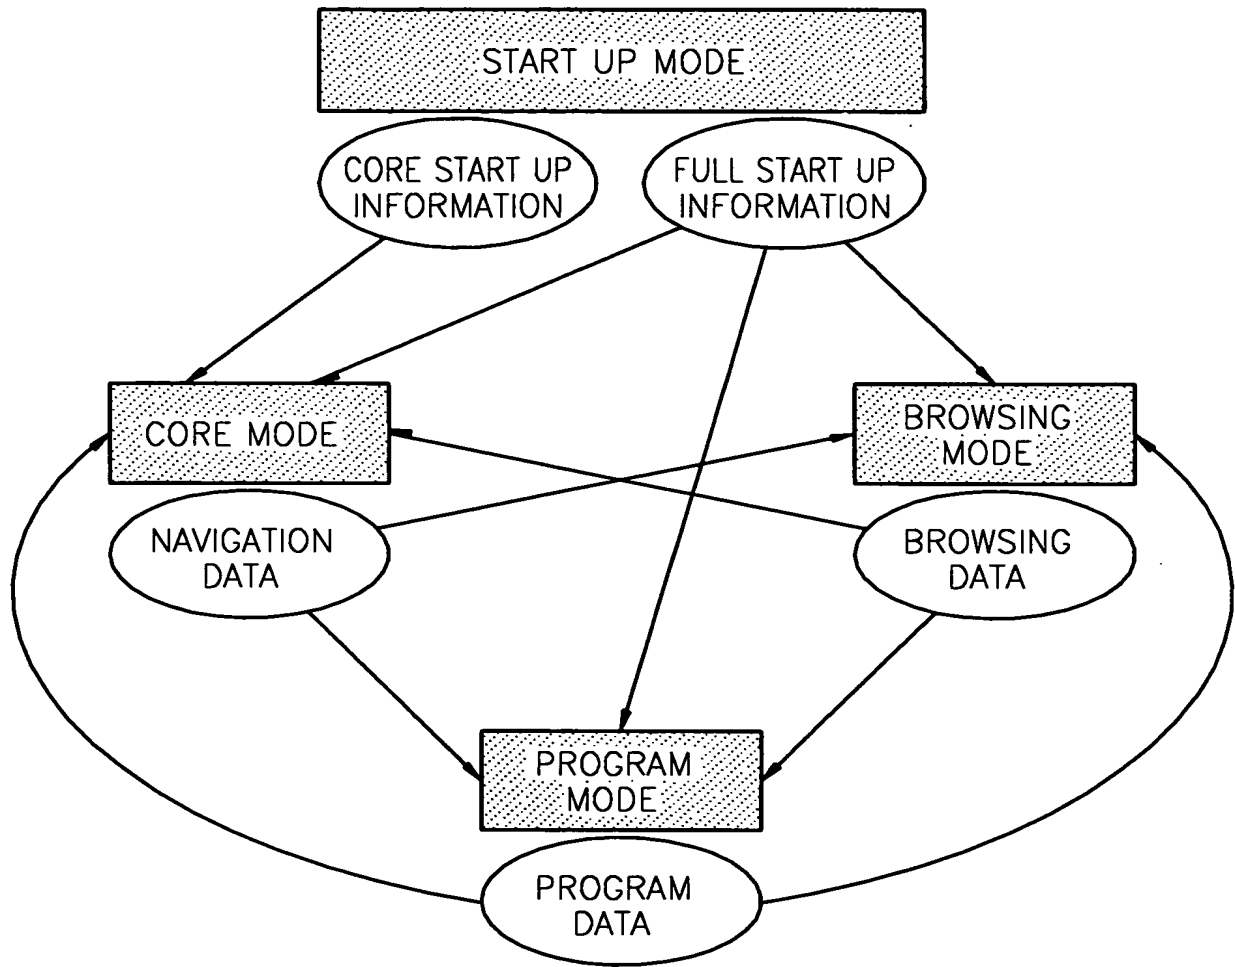 START UP MODE
CORE START UP
INFORMATION
FULL START UP
INFORMATION
CORE MODE
BROWSING
MODE
NAVIGATION
DATA
BROWSING
DATA
PROGRAM
MODE
PROGRAM
DATA